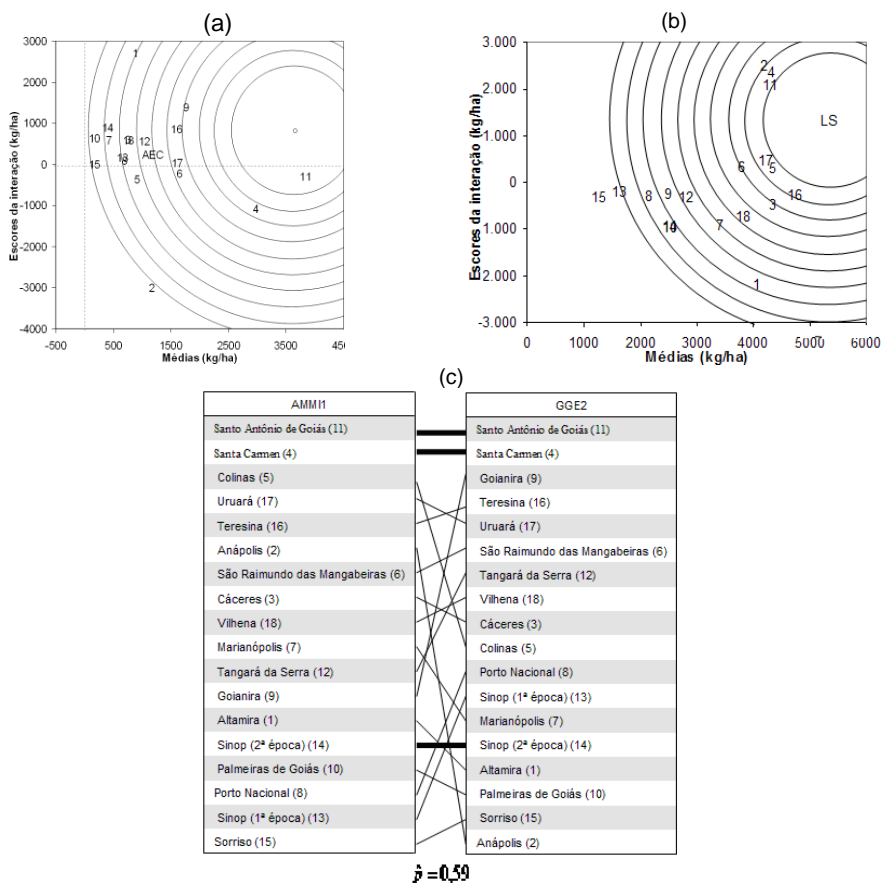 (a)
(b)
Escores da interação (kg/ha)
3000
2000
1000
0
-1000
-2000
-3000
-4000
1
9
14
16
10
7
12
AEC
15
17
6
5
11
4
2
-500
500
1500
2500
3500
450
Médias (kg/ha)
Escores da interação (kg/ha)
3.000
2.000
1.000
0
-1.000
-2.000
-3.000
2
4
11
LS
17
6
5
15
13
8
9
12
16
3
18
7
1
0
1000
2000
3000
4000
5000
6000
Médias (kg/ha)
(c)
AMMI1
Santo Antônio de Goiás (11)
Santa Carmen (4)
Colinas (5)
Uruará (17)
Teresina (16)
Anápolis (2)
São Raimundo das Mangabeiras (6)
Cáceres (3)
Vilhena (18)
Marianópolis (7)
Tangará da Serra (12)
Goianira (9)
Altamira (1)
Sinop (2ª época) (14)
Palmeiras de Goiás (10)
Porto Nacional (8)
Sinop (1ª época) (13)
Sorriso (15)
GGE2
Santo Antônio de Goiás (11)
Santa Carmen (4)
Goianira (9)
Teresina (16)
Uruará (17)
São Raimundo das Mangabeiras (6)
Tangará da Serra (12)
Vilhena (18)
Cáceres (3)
Colinas (5)
Porto Nacional (8)
Sinop (1ª época) (13)
Marianópolis (7)
Sinop (2ª época) (14)
Altamira (1)
Palmeiras de Goiás (10)
Sorriso (15)
Anápolis (2)
p̂ = 0,59